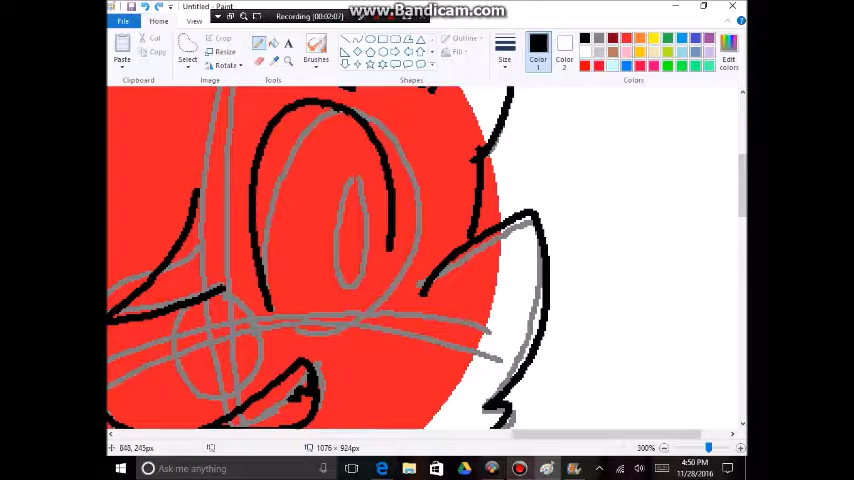 www.Bandicam.com
Untitled - Paint
Recording [00:02:07]
File
Home
View
Paste
Cut
Copy
Clipboard
Select
Crop
Resize
Rotate
Image
Tools
Brushes
Outline
Fill
Shapes
Size
Color 1
Color 2
Edit colors
Colors
848, 245px
1076 × 924px
300%
Ask me anything
4:50 PM
11/28/2016